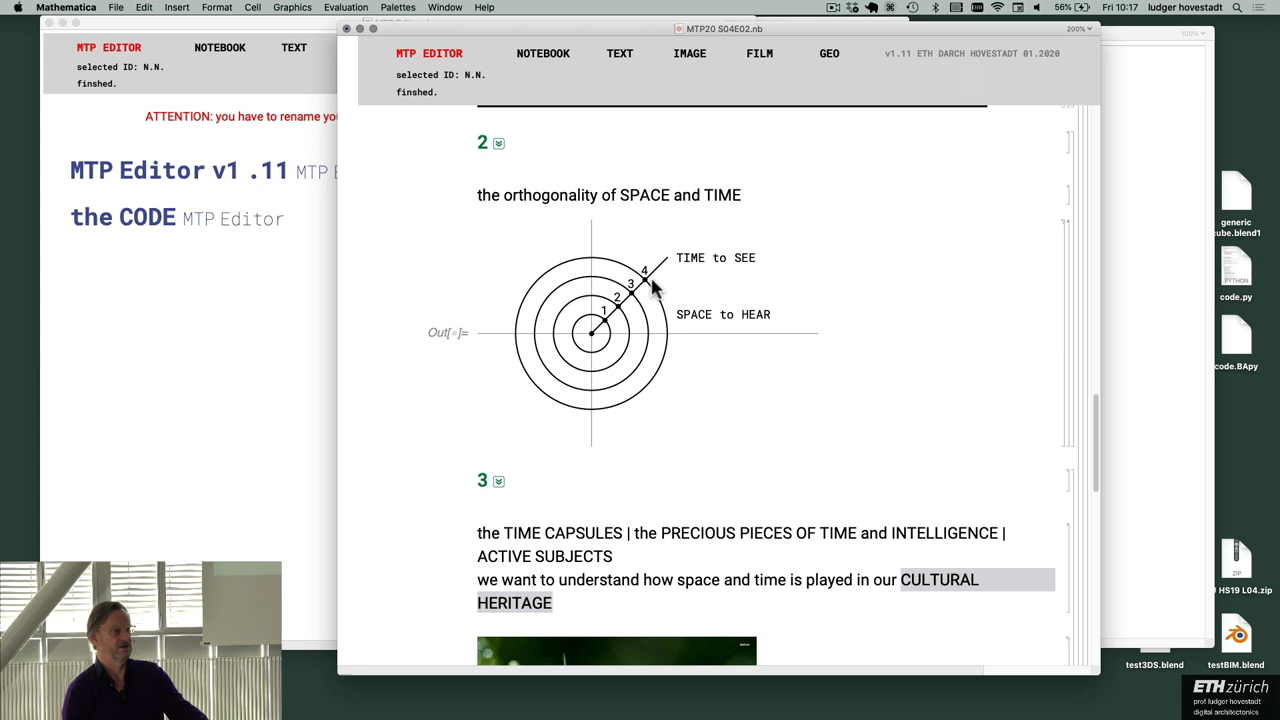 Mathematica File Edit Insert Format Cell Graphics Evaluation Palettes Window Help 56% Fri 10:17 ludger hovestadt
MTP20 S04E02.nb
200%
100%
MTP EDITOR NOTEBOOK TEXT
selected ID: N.N.
finshed.
ATTENTION: you have to rename
MTP Editor v1 .11 MTP
the CODE MTP Editor
MTP EDITOR NOTEBOOK TEXT IMAGE FILM GEO v1.11 ETH DARCH HOVESTADT 01.2020
selected ID: N.N.
finshed.
2
the orthogonality of SPACE and TIME
TIME to SEE
4
3
2
1
SPACE to HEAR
Out[*]=
3
the TIME CAPSULES | the PRECIOUS PIECES OF TIME and INTELLIGENCE |
ACTIVE SUBJECTS
we want to understand how space and time is played in our CULTURAL
HERITAGE
generic
cube.blend1
PYTHON
code.py
code.BApy
ZIP
HS19 L04.zip
test3DS.blend
testBIM.blend
ETH zürich
prof ludger hovestadt
digital architectonics